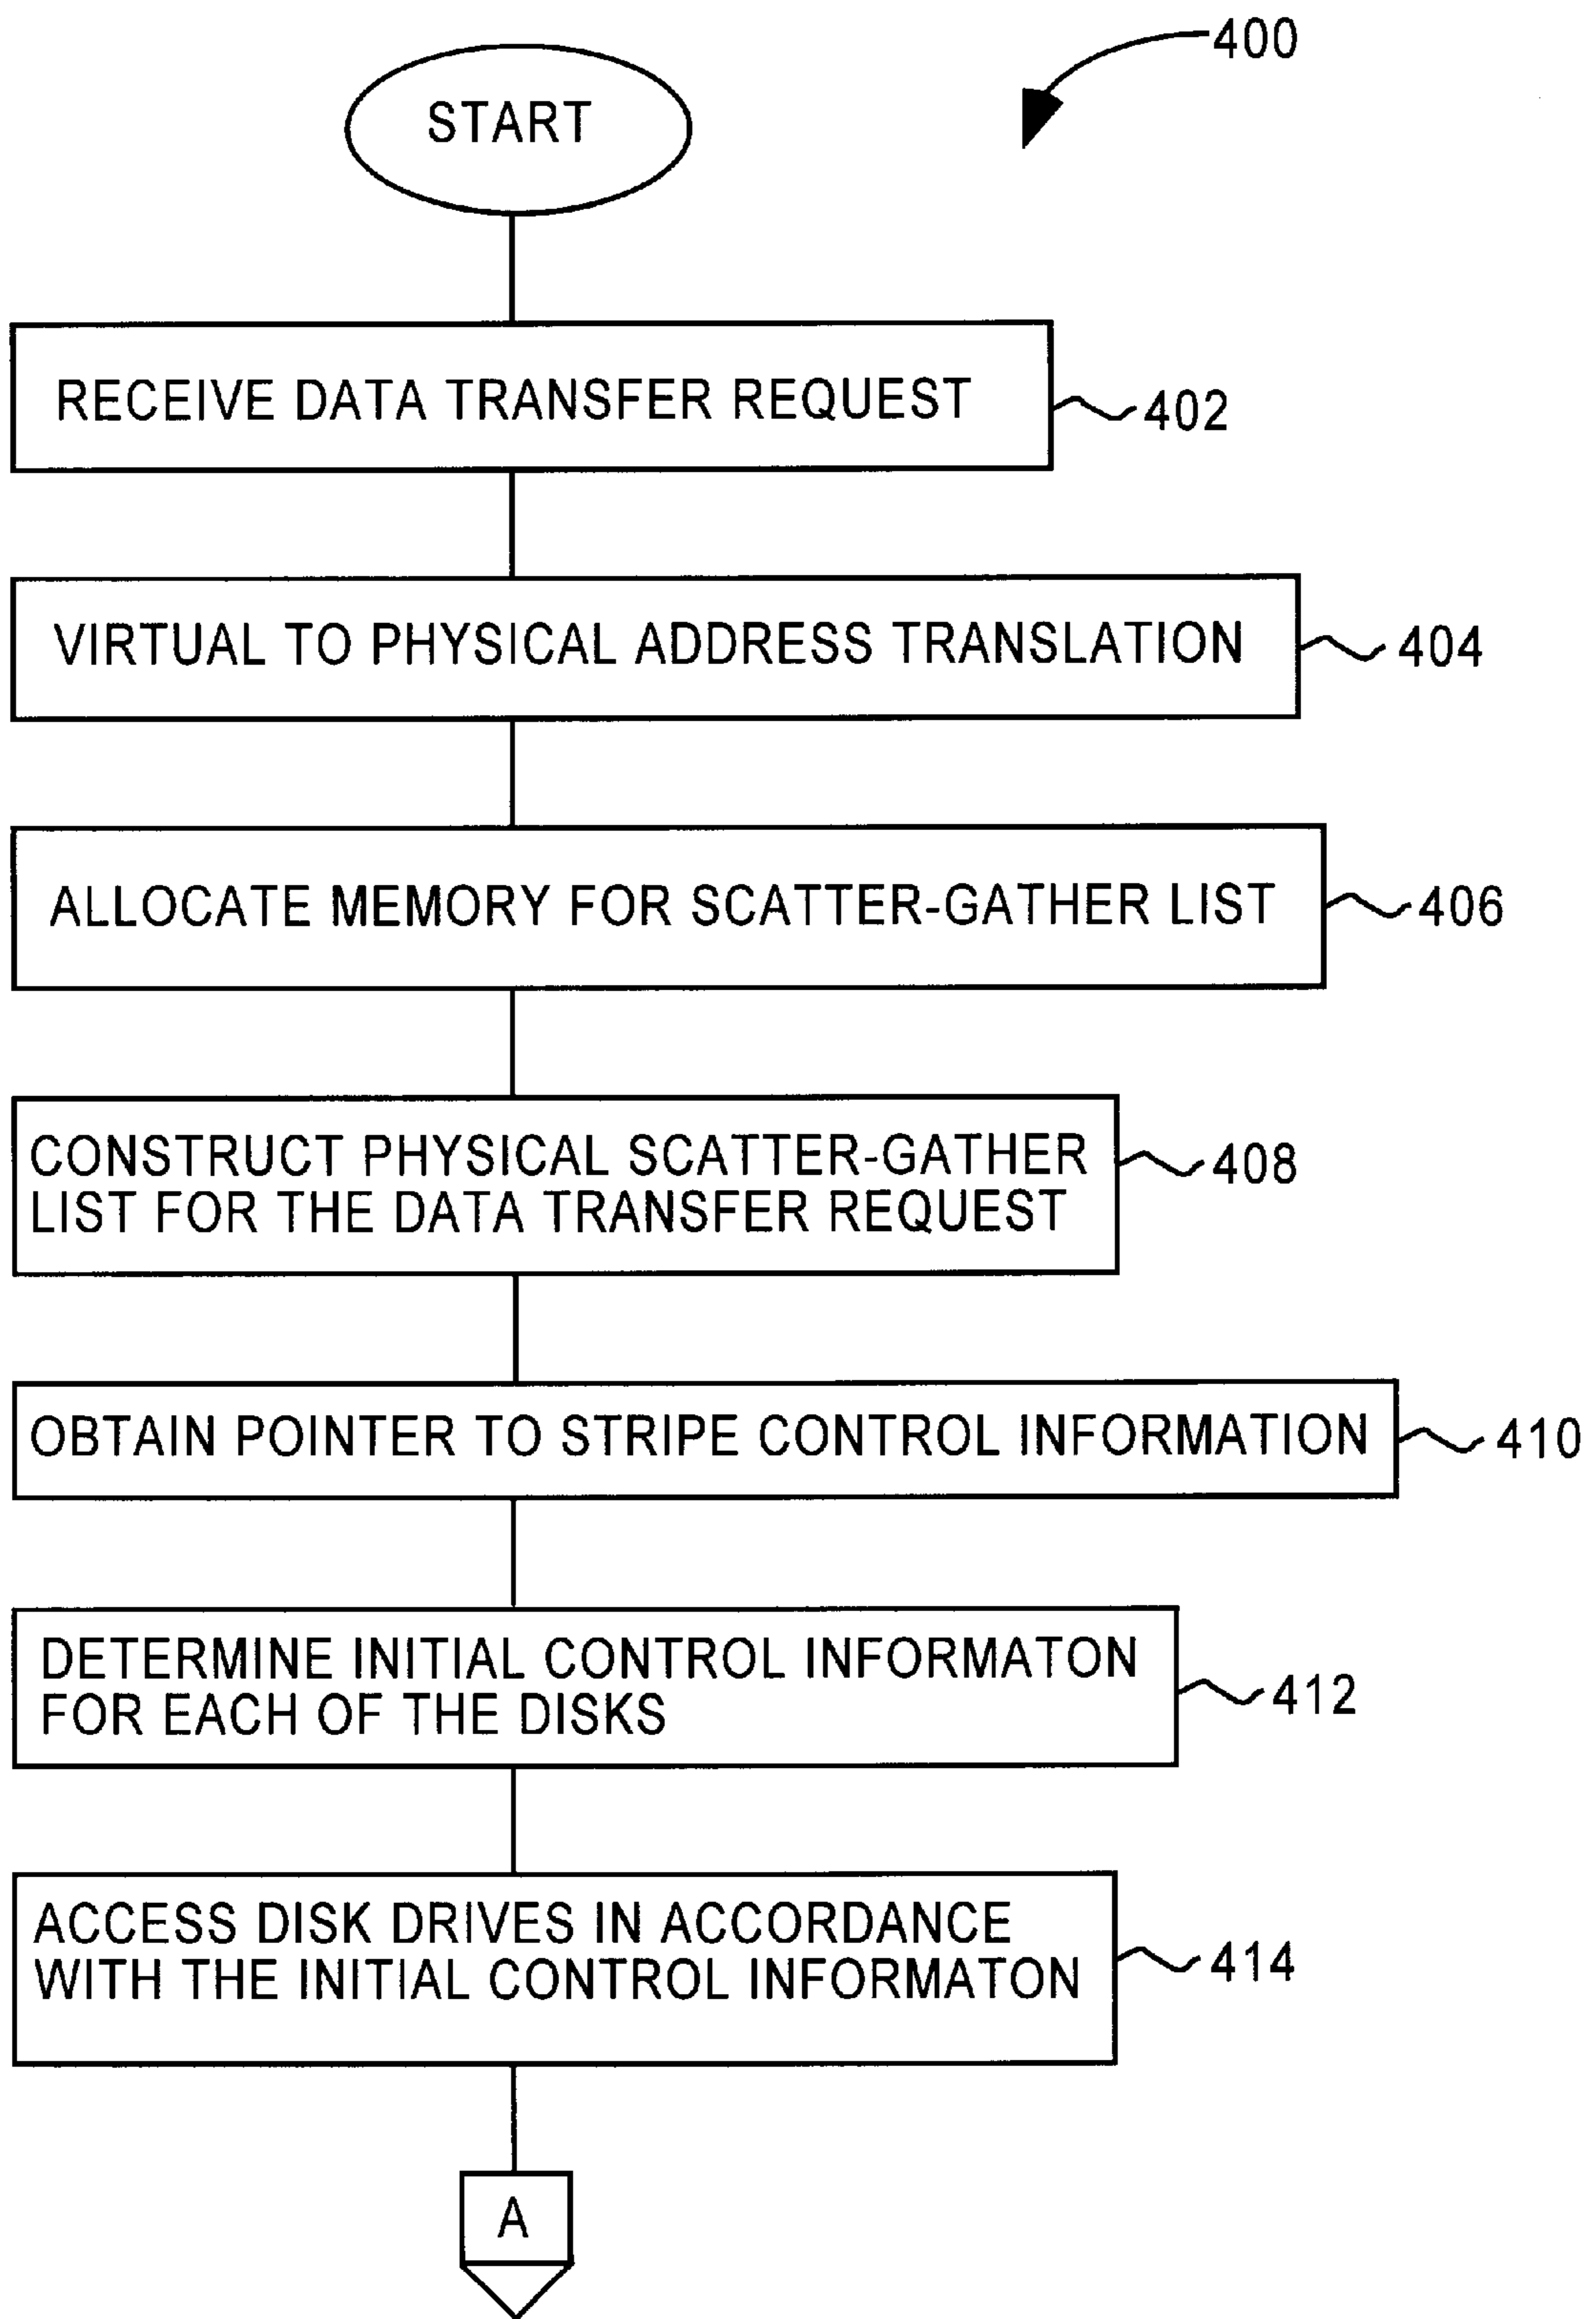 400
START
RECEIVE DATA TRANSFER REQUEST
402
VIRTUAL TO PHYSICAL ADDRESS TRANSLATION
404
ALLOCATE MEMORY FOR SCATTER-GATHER LIST
406
CONSTRUCT PHYSICAL SCATTER-GATHER
LIST FOR THE DATA TRANSFER REQUEST
408
OBTAIN POINTER TO STRIPE CONTROL INFORMATION
410
DETERMINE INITIAL CONTROL INFORMATON
FOR EACH OF THE DISKS
412
ACCESS DISK DRIVES IN ACCORDANCE
WITH THE INITIAL CONTROL INFORMATON
414
A